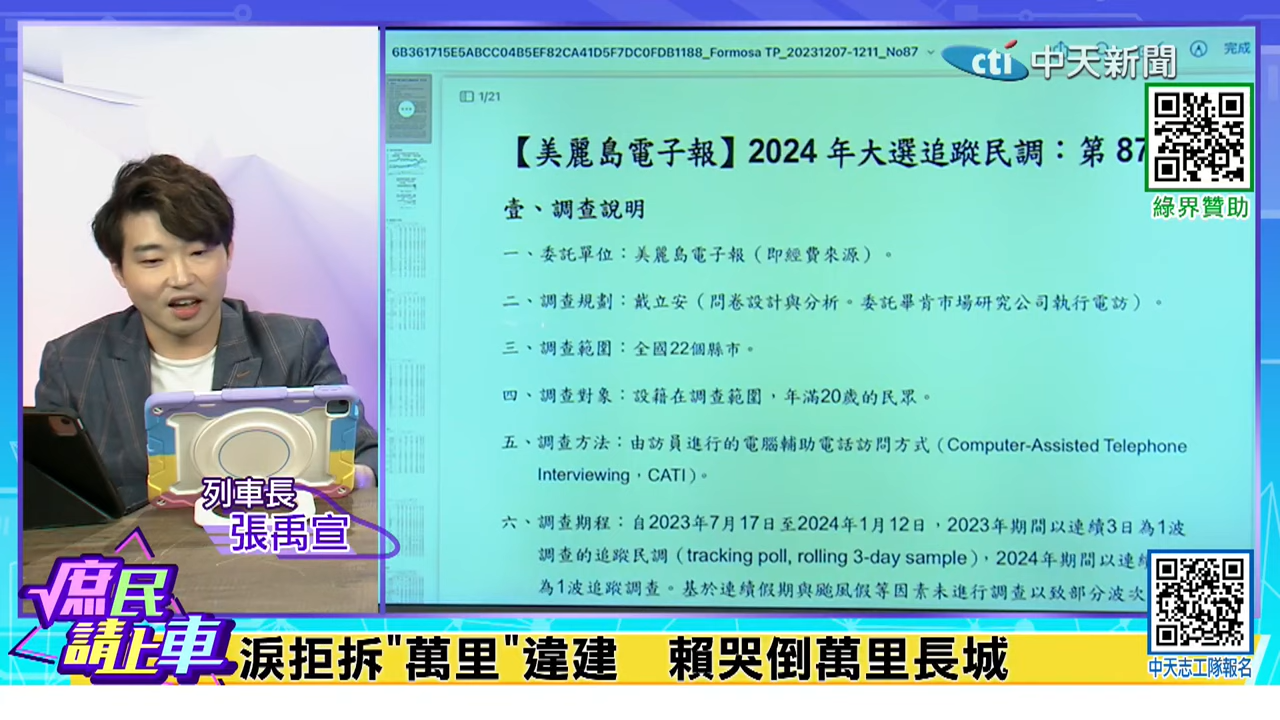 6B361715E5ABCC04B5EF82CA41D5F7DC0FDB1188_Formosa TP_20231207-1211_No87
完成
cti 中天新聞
1/21
【美麗島電子報】2024 年大選追蹤民調：第 87
綠界贊助
壹、調查說明
一、委託單位：美麗島電子報（即經費來源）。
二、調查規劃：戴立安（問卷設計與分析。委託畢肯市場研究公司執行電訪）。
三、調查範圍：全國22個縣市。
四、調查對象：設籍在調查範圍，年滿20歲的民眾。
五、調查方法：由訪員進行的電腦輔助電話訪問方式（Computer-Assisted Telephone
Interviewing，CATI）。
六、調查期程：自2023年7月17日至2024年1月12日，2023年期間以連續3日為1波
調查的追蹤民調（tracking poll, rolling 3-day sample），2024年期間以連
為1波追蹤調查。基於連續假期與颱風假等因素未進行調查以致部分波次
列車長
張禹宣
庶民
請上車
淚拒拆"萬里"違建 賴哭倒萬里長城
中天志工隊報名